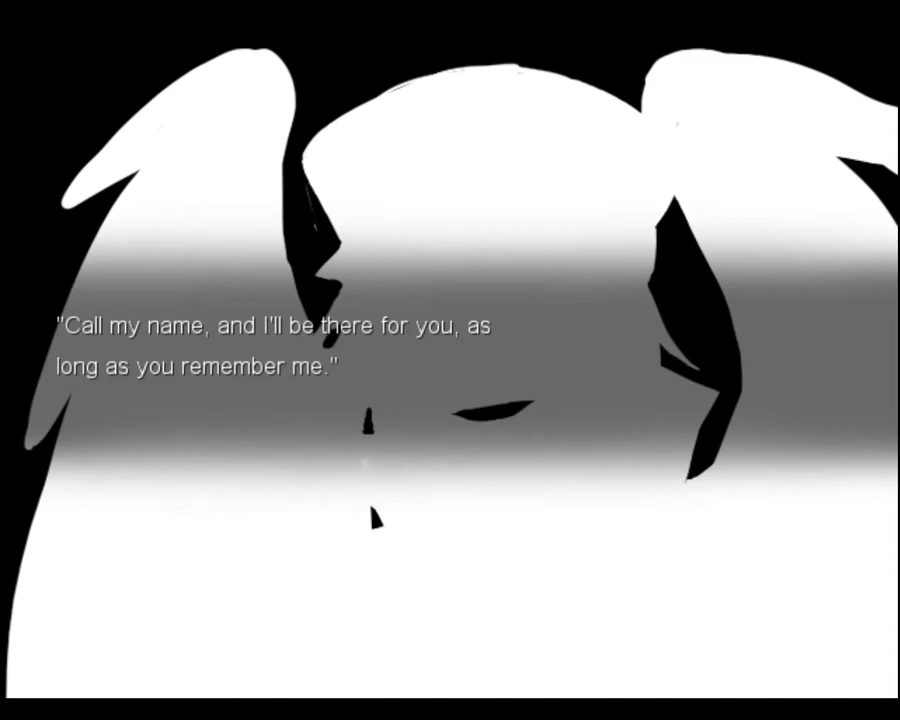 "Call my name, and I'll be there for you, as
long as you remember me."